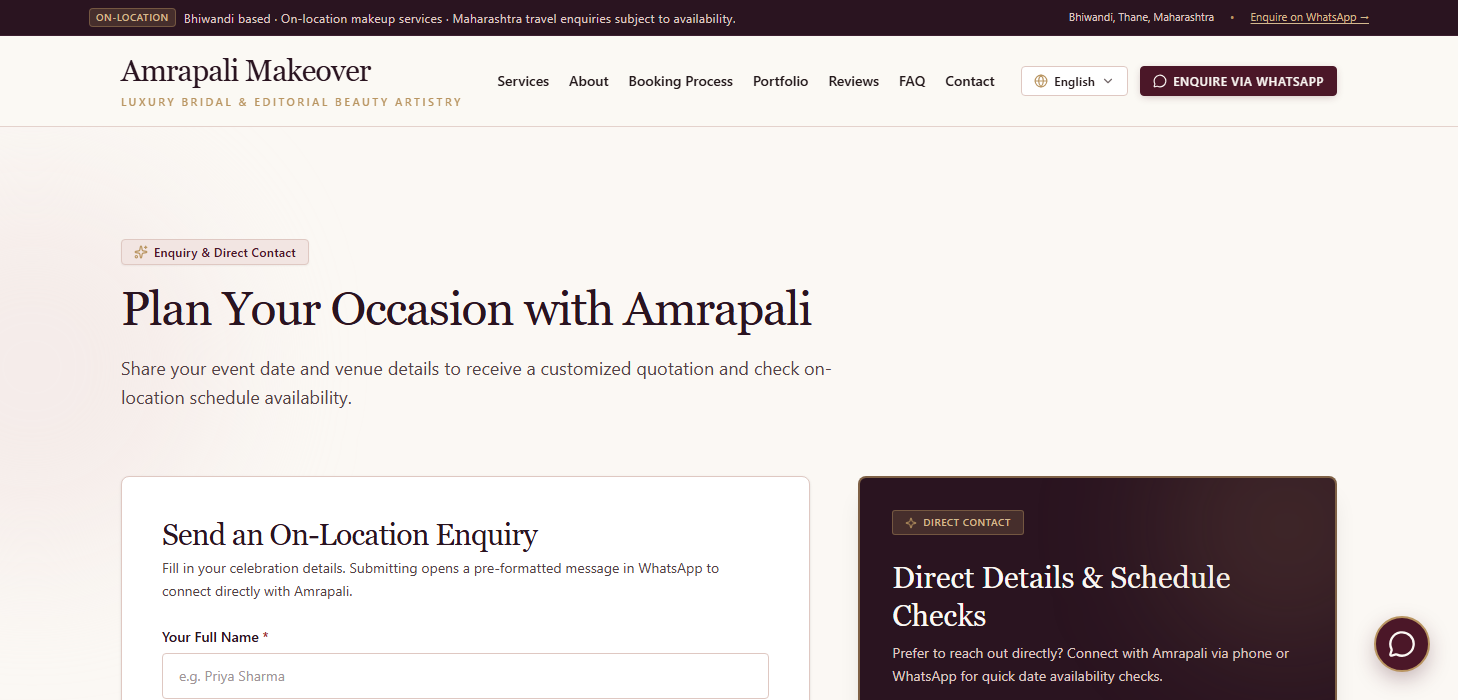 ON-LOCATION Bhiwandi based · On-location makeup services · Maharashtra travel enquiries subject to availability. Bhiwandi, Thane, Maharashtra • Enquire on WhatsApp →
Amrapali Makeover
LUXURY BRIDAL & EDITORIAL BEAUTY ARTISTRY
Services About Booking Process Portfolio Reviews FAQ Contact English ENQUIRE VIA WHATSAPP
Enquiry & Direct Contact
Plan Your Occasion with Amrapali
Share your event date and venue details to receive a customized quotation and check on-
location schedule availability.
Send an On-Location Enquiry
Fill in your celebration details. Submitting opens a pre-formatted message in WhatsApp to
connect directly with Amrapali.
Your Full Name *
e.g. Priya Sharma
DIRECT CONTACT
Direct Details & Schedule
Checks
Prefer to reach out directly? Connect with Amrapali via phone or
WhatsApp for quick date availability checks.